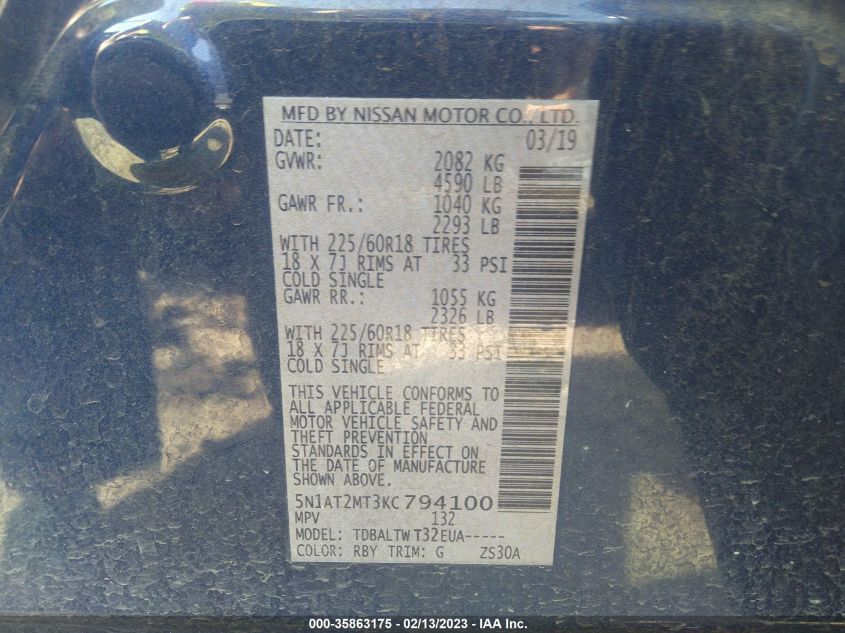 MFD BY NISSAN MOTOR CO., LTD.
DATE: 03/19
GVWR: 2082 KG
4590 LB
GAWR FR.: 1040 KG
2293 LB
WITH 225/60R18 TIRES
18 X 7J RIMS AT 33 PSI
COLD SINGLE
GAWR RR.: 1055 KG
2326 LB
WITH 225/60R18 TIRES
18 X 7J RIMS AT 33 PSI
COLD SINGLE
THIS VEHICLE CONFORMS TO
ALL APPLICABLE FEDERAL
MOTOR VEHICLE SAFETY AND
THEFT PREVENTION
STANDARDS IN EFFECT ON
THE DATE OF MANUFACTURE
SHOWN ABOVE.
5N1AT2MT3KC794100
MPV 132
MODEL: TDBALTWT32EUA-----
COLOR: RBY TRIM: G ZS30A
000-35863175 - 02/13/2023 - IAA Inc.